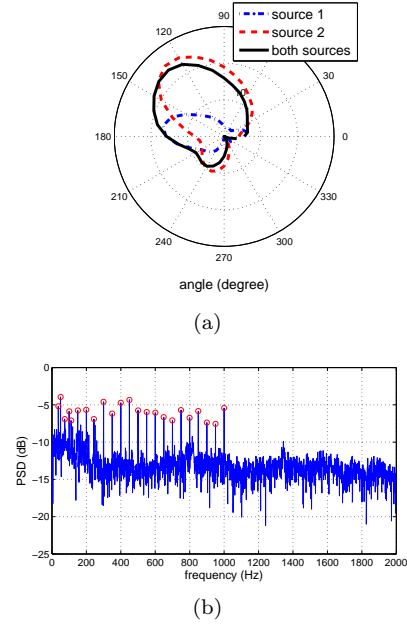 90
source 1
source 2
both sources
120
30
150
180
0
210
330
240
300
270
angle (degree)
(a)
0
−5
−10
−15
−20
−25
PSD (dB)
0 200 400 600 800 1000 1200 1400 1600 1800 2000
frequency (Hz)
(b)